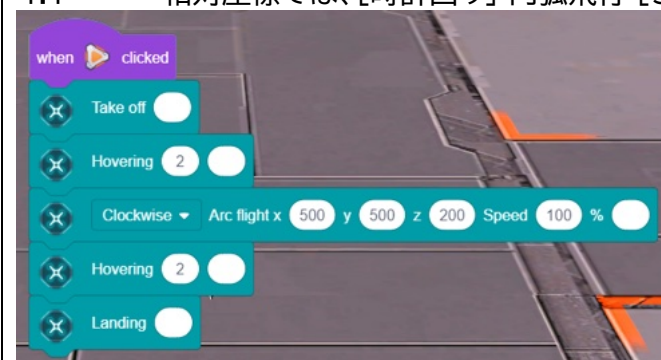 when clicked
Take off
Hovering 2
Clockwise Arc flight x 500 y 500 z 200 Speed 100 %
Hovering 2
Landing